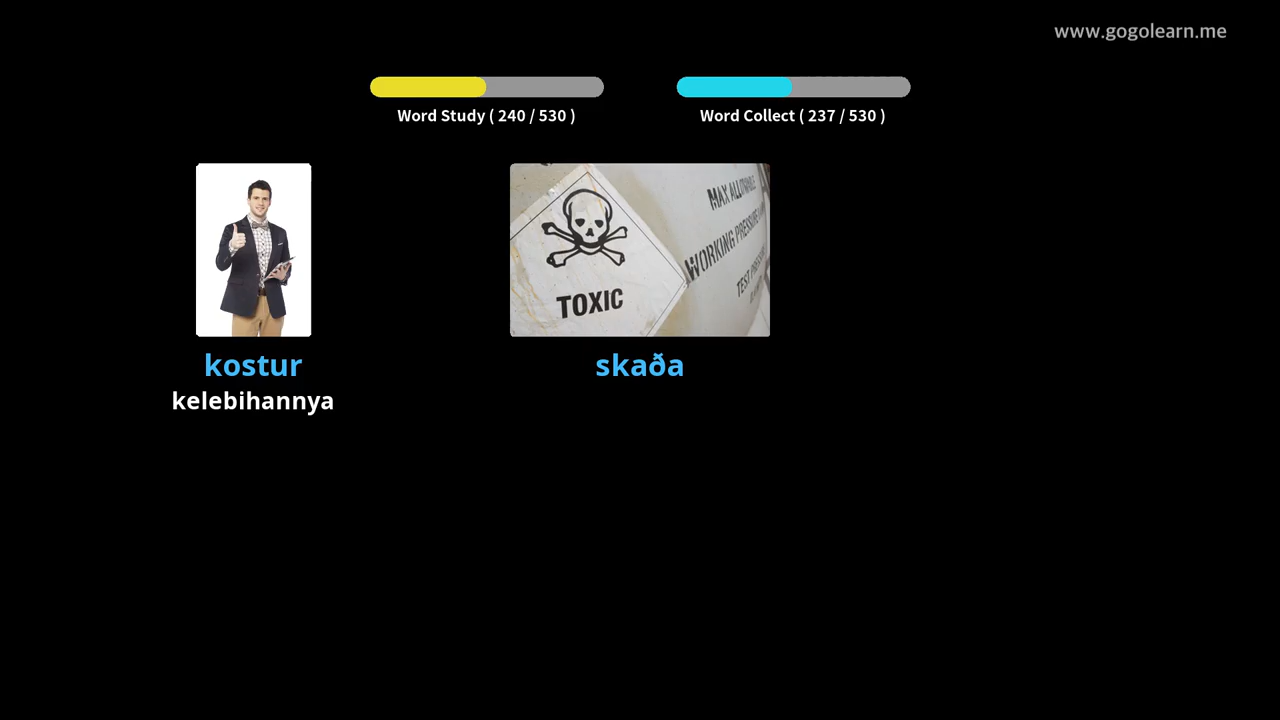 www.gogolearn.me
Word Study ( 240 / 530 )
Word Collect ( 237 / 530 )
MAX ALLOWABLE
WORKING PRESSURE
TEST
TOXIC
kostur
skaða
kelebihannya